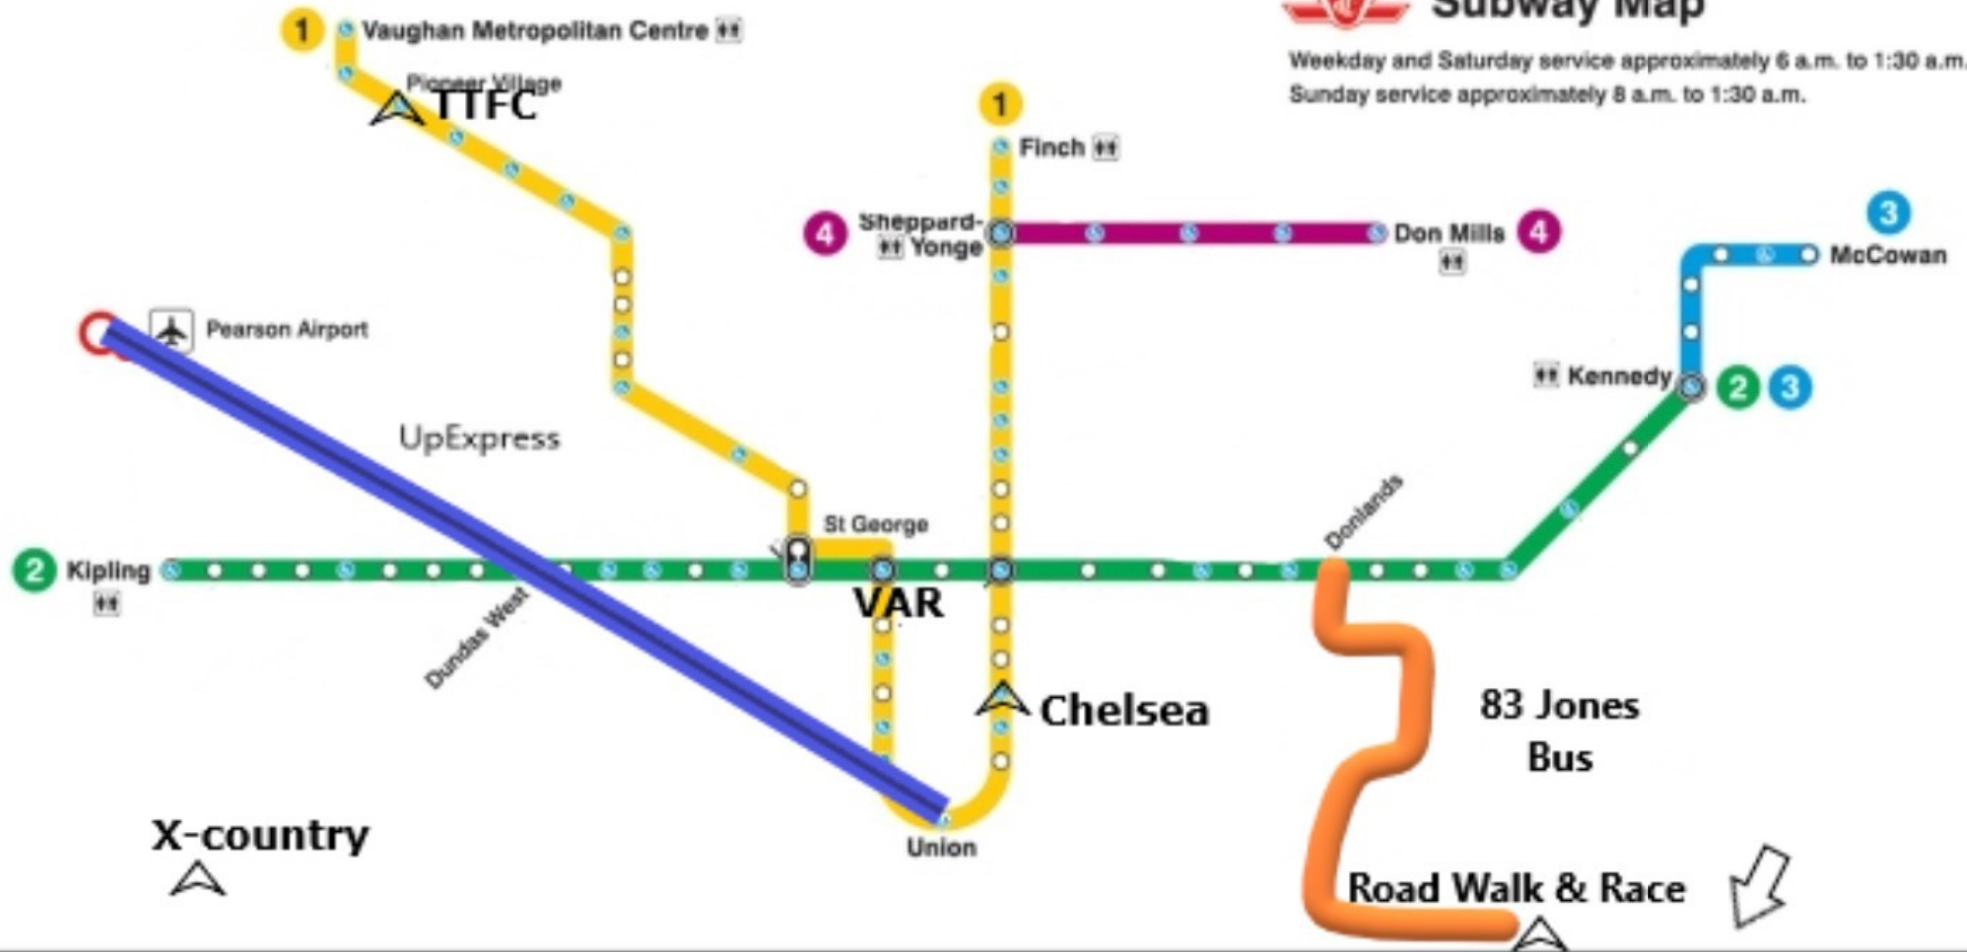 Subway Map
Weekday and Saturday service approximately 6 a.m. to 1:30 a.m.
Sunday service approximately 8 a.m. to 1:30 a.m.
1 Vaughan Metropolitan Centre
Pioneer Village
TTFC
1
Finch
4 Sheppard-
Yonge
Don Mills 4
3
McCowan
Pearson Airport
Kennedy 2 3
UpExpress
Donlands
St George
2 Kipling
VAR
Dundas West
Chelsea
83 Jones
Bus
X-country
Union
Road Walk & Race